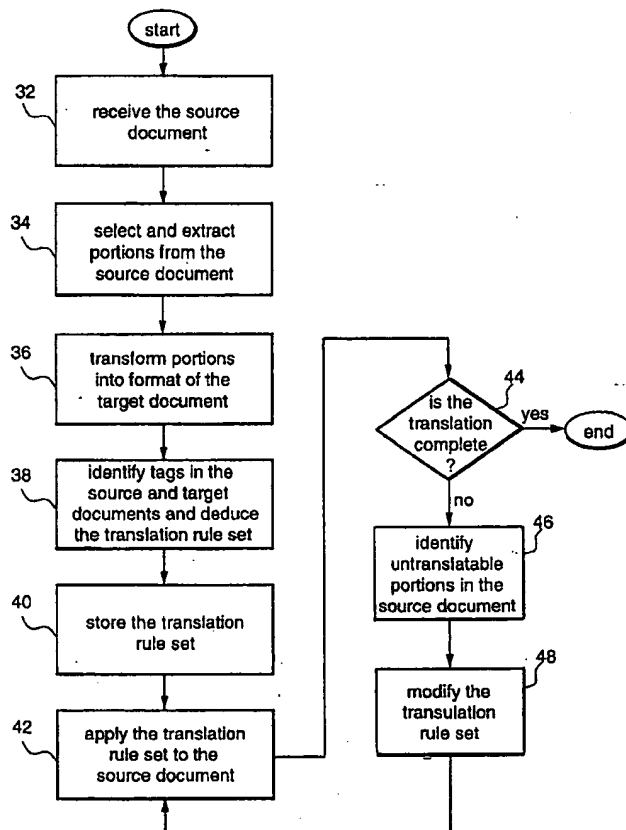 start
32
receive the source
document
34
select and extract
portions from the
source document
36
transform portions
into format of the
target document
38
identify tags in the
source and target
documents and deduce
the translation rule set
40
store the translation
rule set
42
apply the translation
rule set to the
source document
44
is the
translation
complete
?
yes
end
no
46
identify
untranslatable
portions in the
source document
48
modify the
transulation
rule set